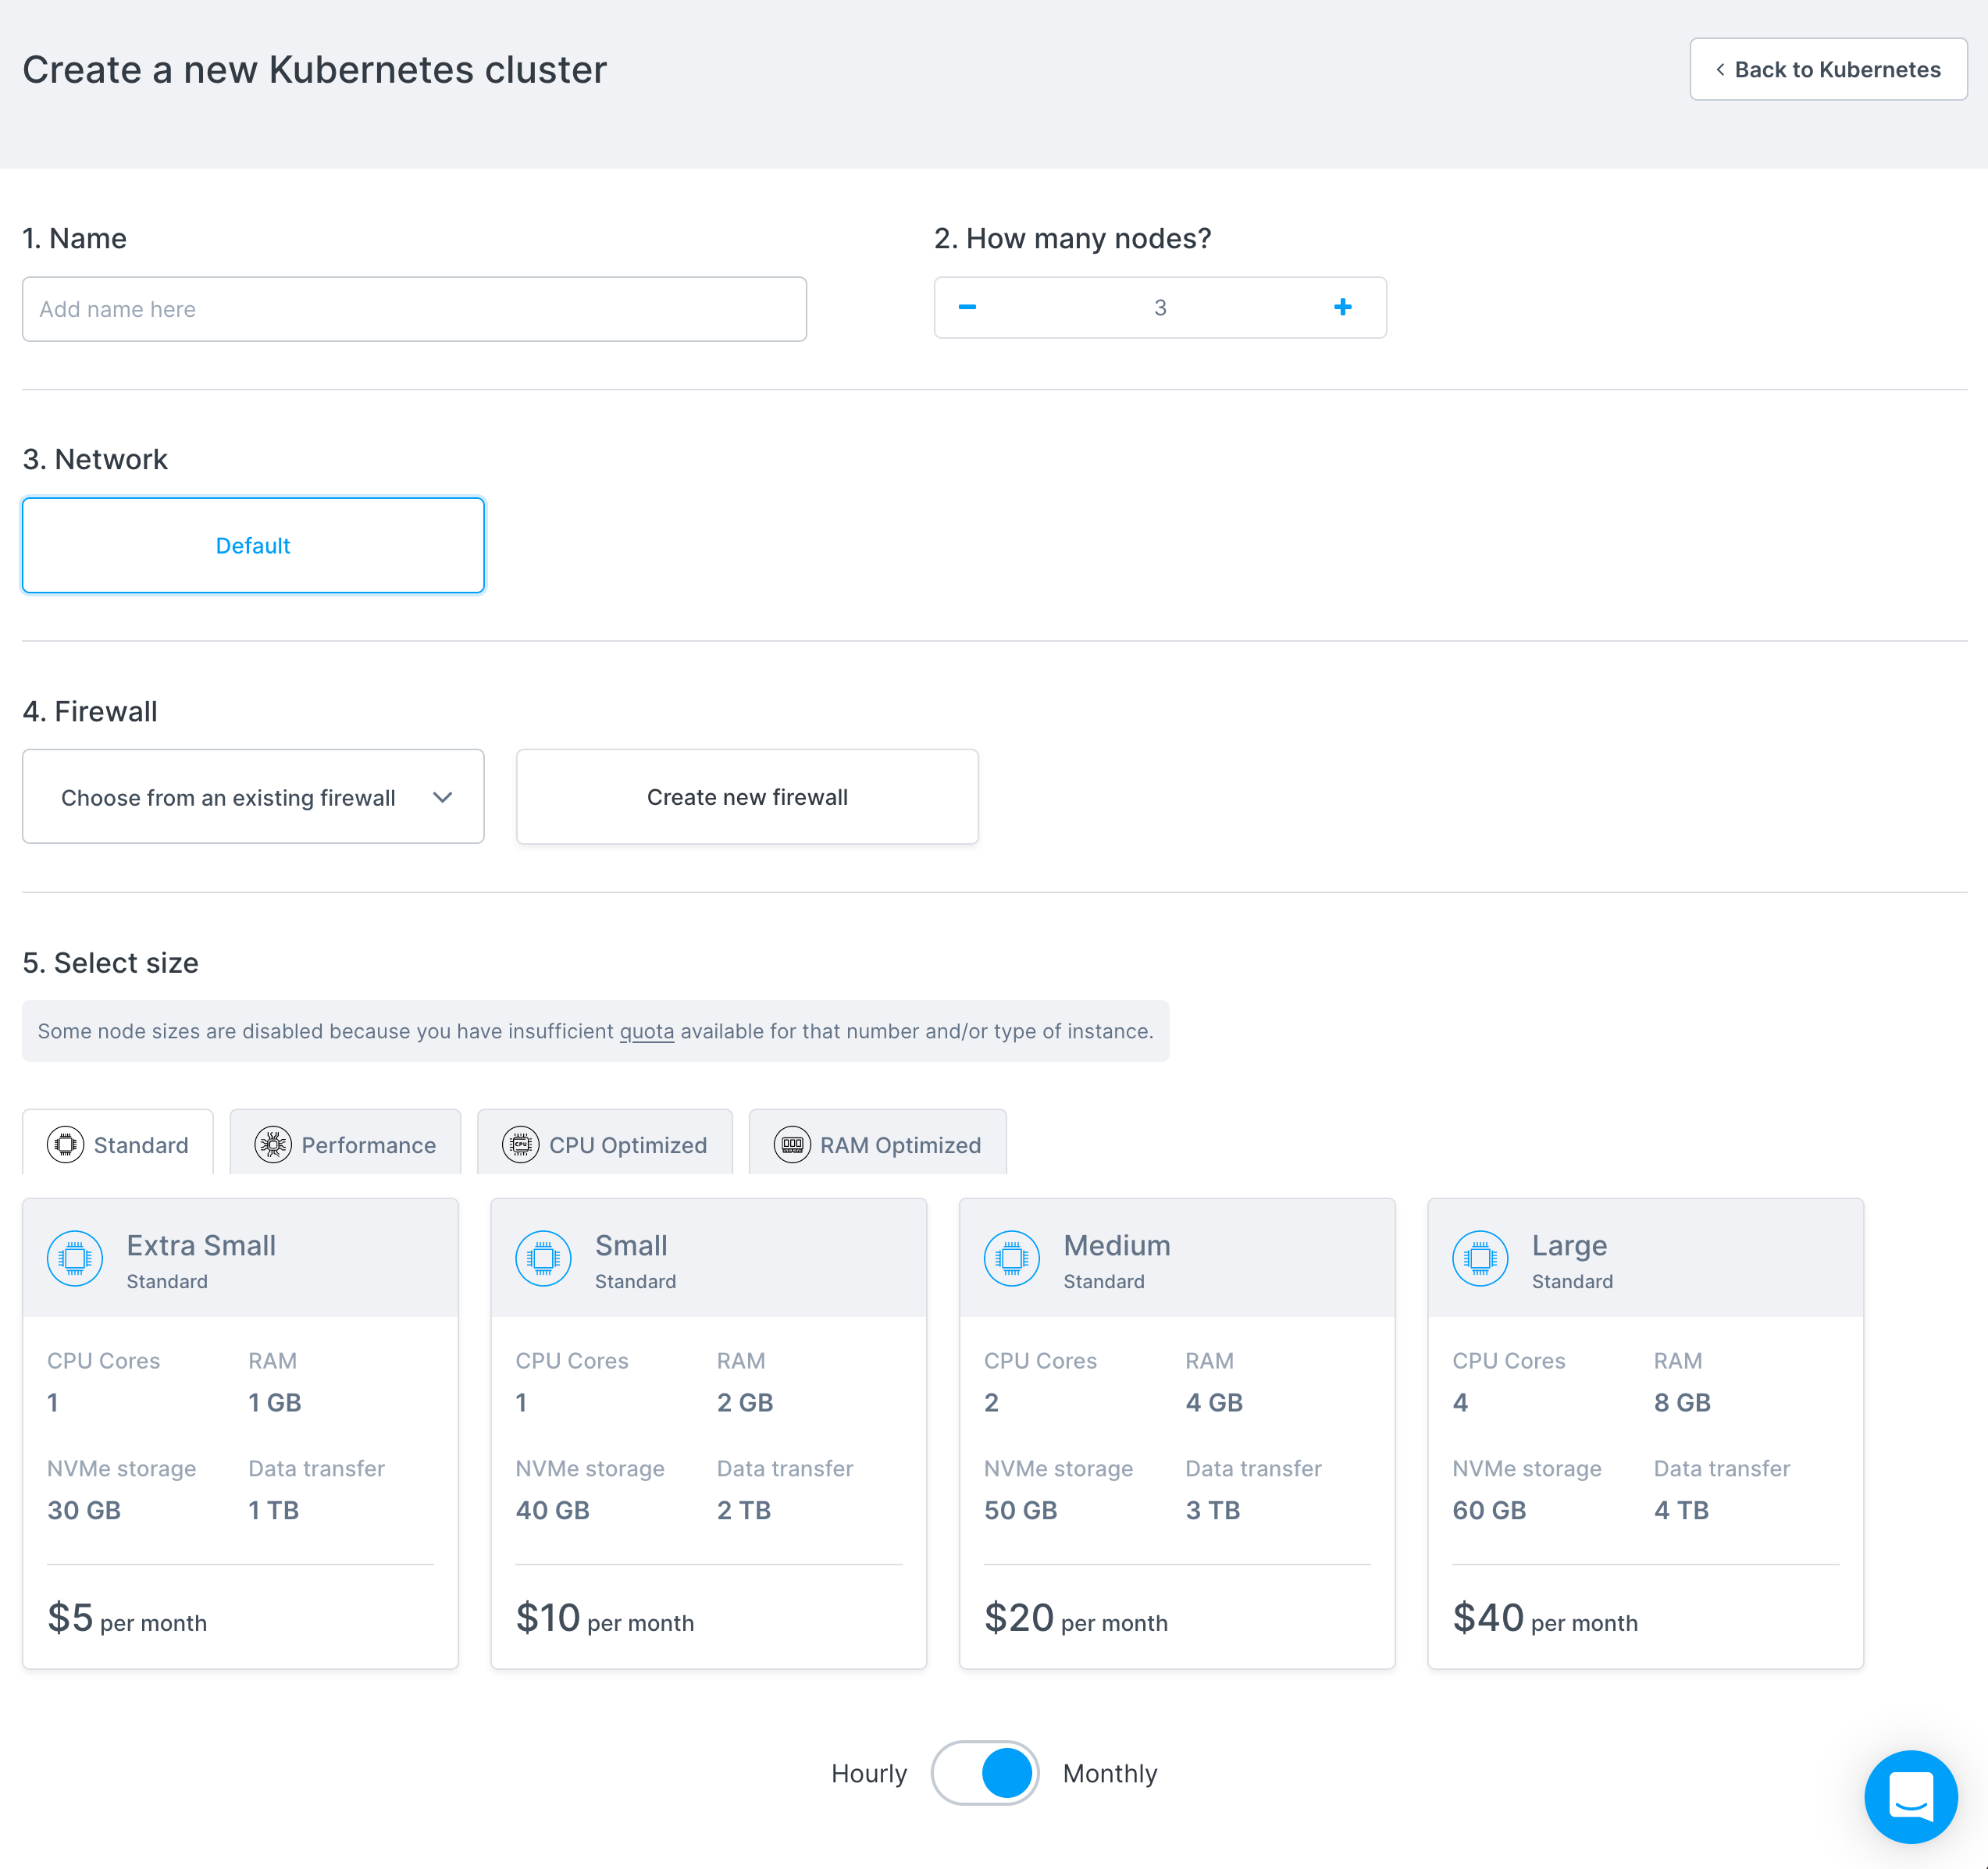 Create a new Kubernetes cluster
Back to Kubernetes
1. Name
2. How many nodes?
Add name here
3
3. Network
Default
4. Firewall
Choose from an existing firewall
Create new firewall
5. Select size
Some node sizes are disabled because you have insufficient quota available for that number and/or type of instance.
Standard
Performance
CPU
CPU Optimized
RAM Optimized
Extra Small
Standard
CPU Cores
RAM
1
1 GB
NVMe storage
Data transfer
30 GB
1 TB
$5 per month
Small
Standard
CPU Cores
RAM
1
2 GB
NVMe storage
Data transfer
40 GB
2 TB
$10 per month
Medium
Standard
CPU Cores
RAM
2
4 GB
NVMe storage
Data transfer
50 GB
3 TB
$20 per month
Large
Standard
CPU Cores
RAM
4
8 GB
NVMe storage
Data transfer
60 GB
4 TB
$40 per month
Hourly
Monthly